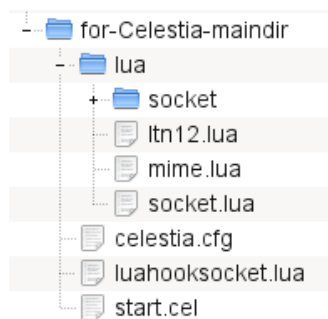 for-Celestia-maindir
lua
socket
ltn12.lua
mime.lua
socket.lua
celestia.cfg
luahooksocket.lua
start.cel